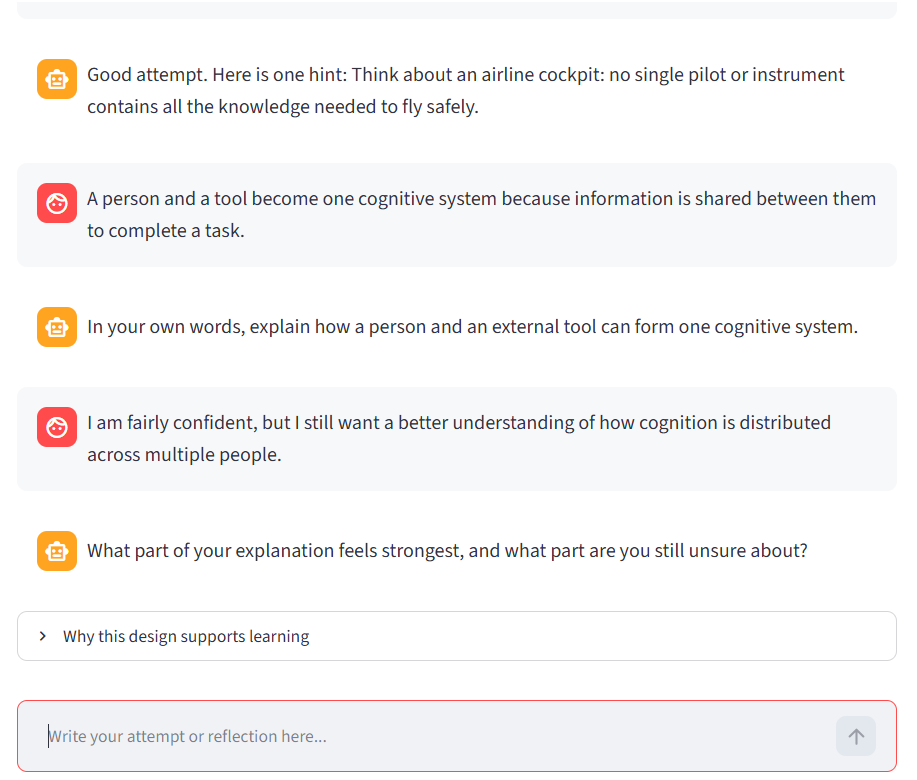 Good attempt. Here is one hint: Think about an airline cockpit: no single pilot or instrument
contains all the knowledge needed to fly safely.
A person and a tool become one cognitive system because information is shared between them
to complete a task.
In your own words, explain how a person and an external tool can form one cognitive system.
I am fairly confident, but I still want a better understanding of how cognition is distributed
across multiple people.
What part of your explanation feels strongest, and what part are you still unsure about?
Why this design supports learning
Write your attempt or reflection here...